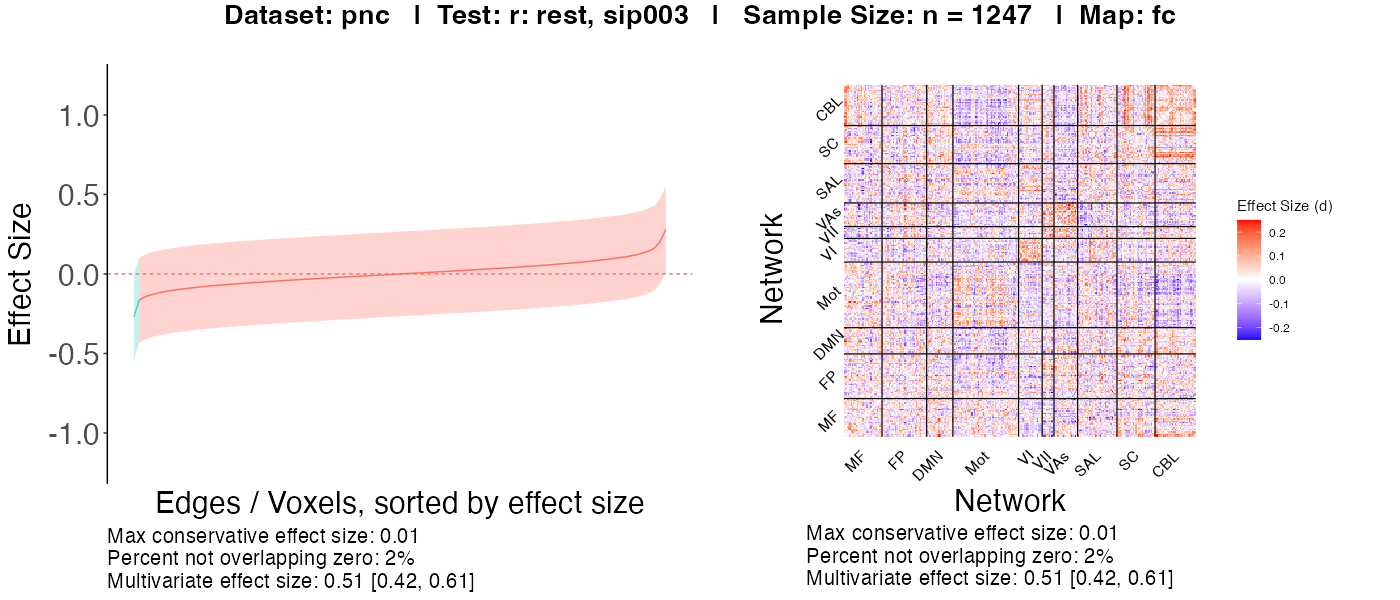 Dataset: pnc | Test: r: rest, sip003 | Sample Size: n = 1247 | Map: fc
Effect Size
1.0
0.5
0.0
-0.5
-1.0
Edges / Voxels, sorted by effect size
Max conservative effect size: 0.01
Percent not overlapping zero: 2%
Multivariate effect size: 0.51 [0.42, 0.61]
Network
CBL
SC
SAL
VAs
VII
VI
Mot
DMN
FP
MF
MF
FP
DMN
Mot
VI
VII
VAs
SAL
SC
CBL
Network
Max conservative effect size: 0.01
Percent not overlapping zero: 2%
Multivariate effect size: 0.51 [0.42, 0.61]
Effect Size (d)
0.2
0.1
0.0
-0.1
-0.2